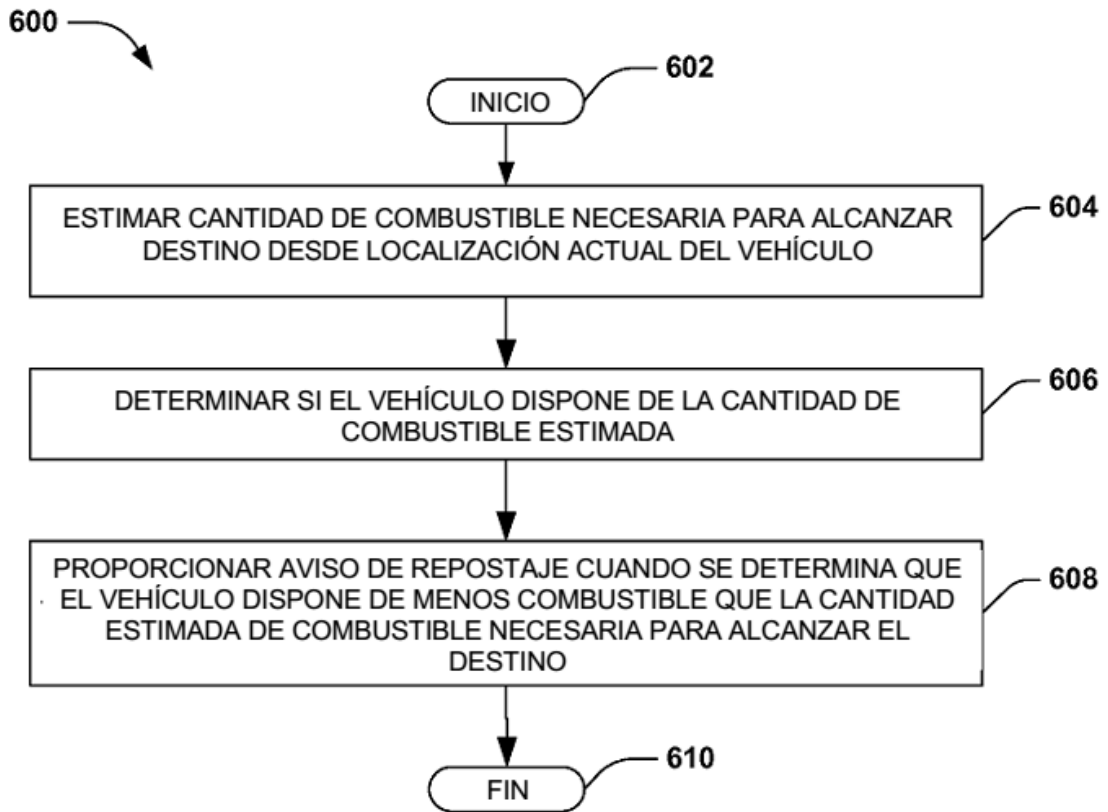 600
602
INICIO
604
ESTIMAR CANTIDAD DE COMBUSTIBLE NECESARIA PARA ALCANZAR
DESTINO DESDE LOCALIZACIÓN ACTUAL DEL VEHÍCULO
606
DETERMINAR SI EL VEHÍCULO DISPONE DE LA CANTIDAD DE
COMBUSTIBLE ESTIMADA
608
PROPORCIONAR AVISO DE REPOSTAJE CUANDO SE DETERMINA QUE
EL VEHÍCULO DISPONE DE MENOS COMBUSTIBLE QUE LA CANTIDAD
ESTIMADA DE COMBUSTIBLE NECESARIA PARA ALCANZAR EL
DESTINO
610
FIN